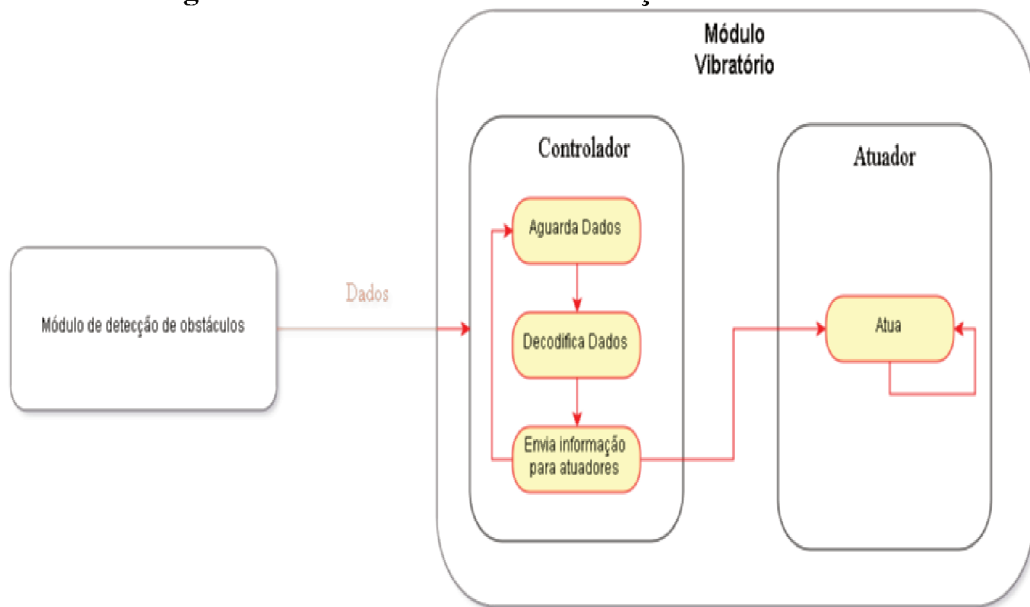 Módulo
Vibratório
Controlador
Atuador
Aguarda Dados
Dados
Módulo de detecção de obstáculos
Decodifica Dados
Atua
Envia informação
para atuadores